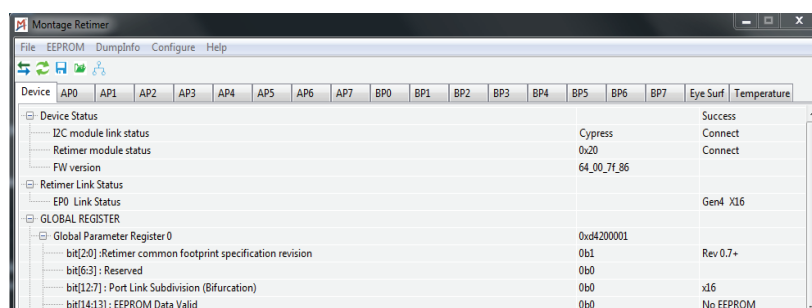 Montage Retimer
File EEPROM DumpInfo Configure Help
Device AP0 AP1 AP2 AP3 AP4 AP5 AP6 AP7 BP0 BP1 BP2 BP3 BP4 BP5 BP6 BP7 Eye Surf Temperature
Device Status Success
I2C module link status Cypress Connect
Retimer module status 0x20 Connect
FW version 64_00_7f_86
Retimer Link Status
EP0 Link Status Gen4 X16
GLOBAL REGISTER
Global Parameter Register 0 0xd4200001
bit[2:0] :Retimer common footprint specification revision 0b1 Rev 0.7+
bit[6:3] : Reserved 0b0
bit[12:7] : Port Link Subdivision (Bifurcation) 0b0 x16
bit[14:13] : EEPROM Data Valid 0b0 No EEPROM